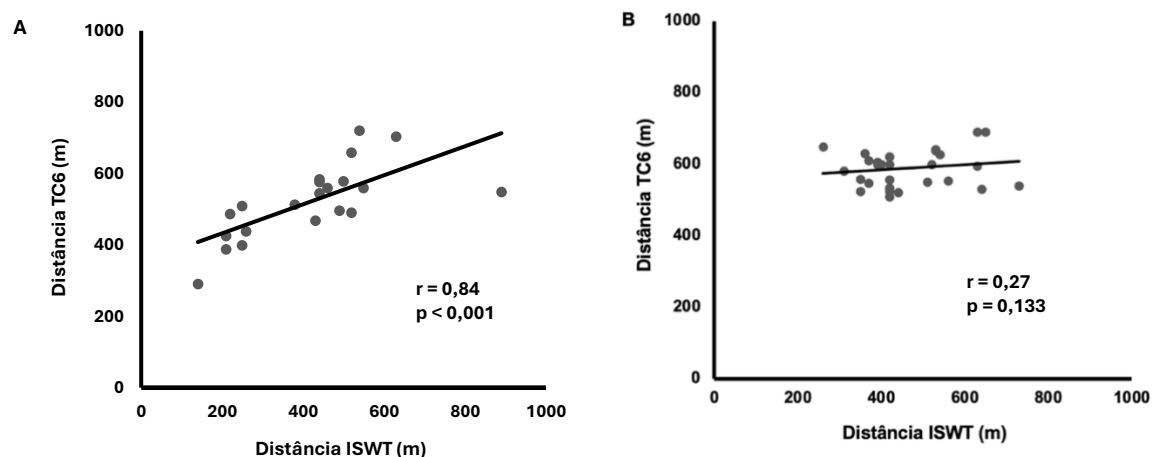 A
1000
800
600
400
200
0
0 200 400 600 800 1000
Distância TC6 (m)
Distância ISWT (m)
r = 0,84
p < 0,001
B
1000
800
600
400
200
0
0 200 400 600 800 1000
Distância TC6 (m)
Distância ISWT (m)
r = 0,27
p = 0,133